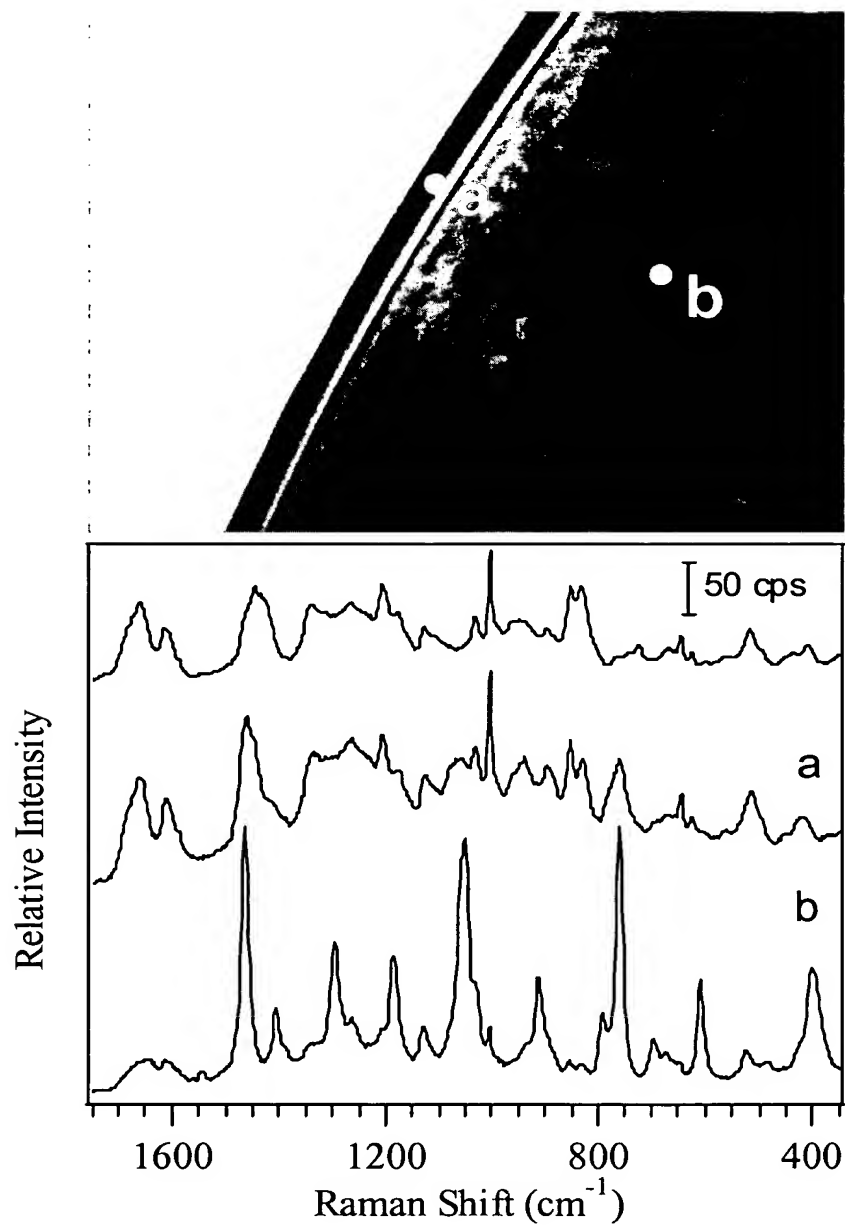 b
50 cps
a
b
Relative Intensity
1600
1200
800
400
Raman Shift (cm⁻¹)